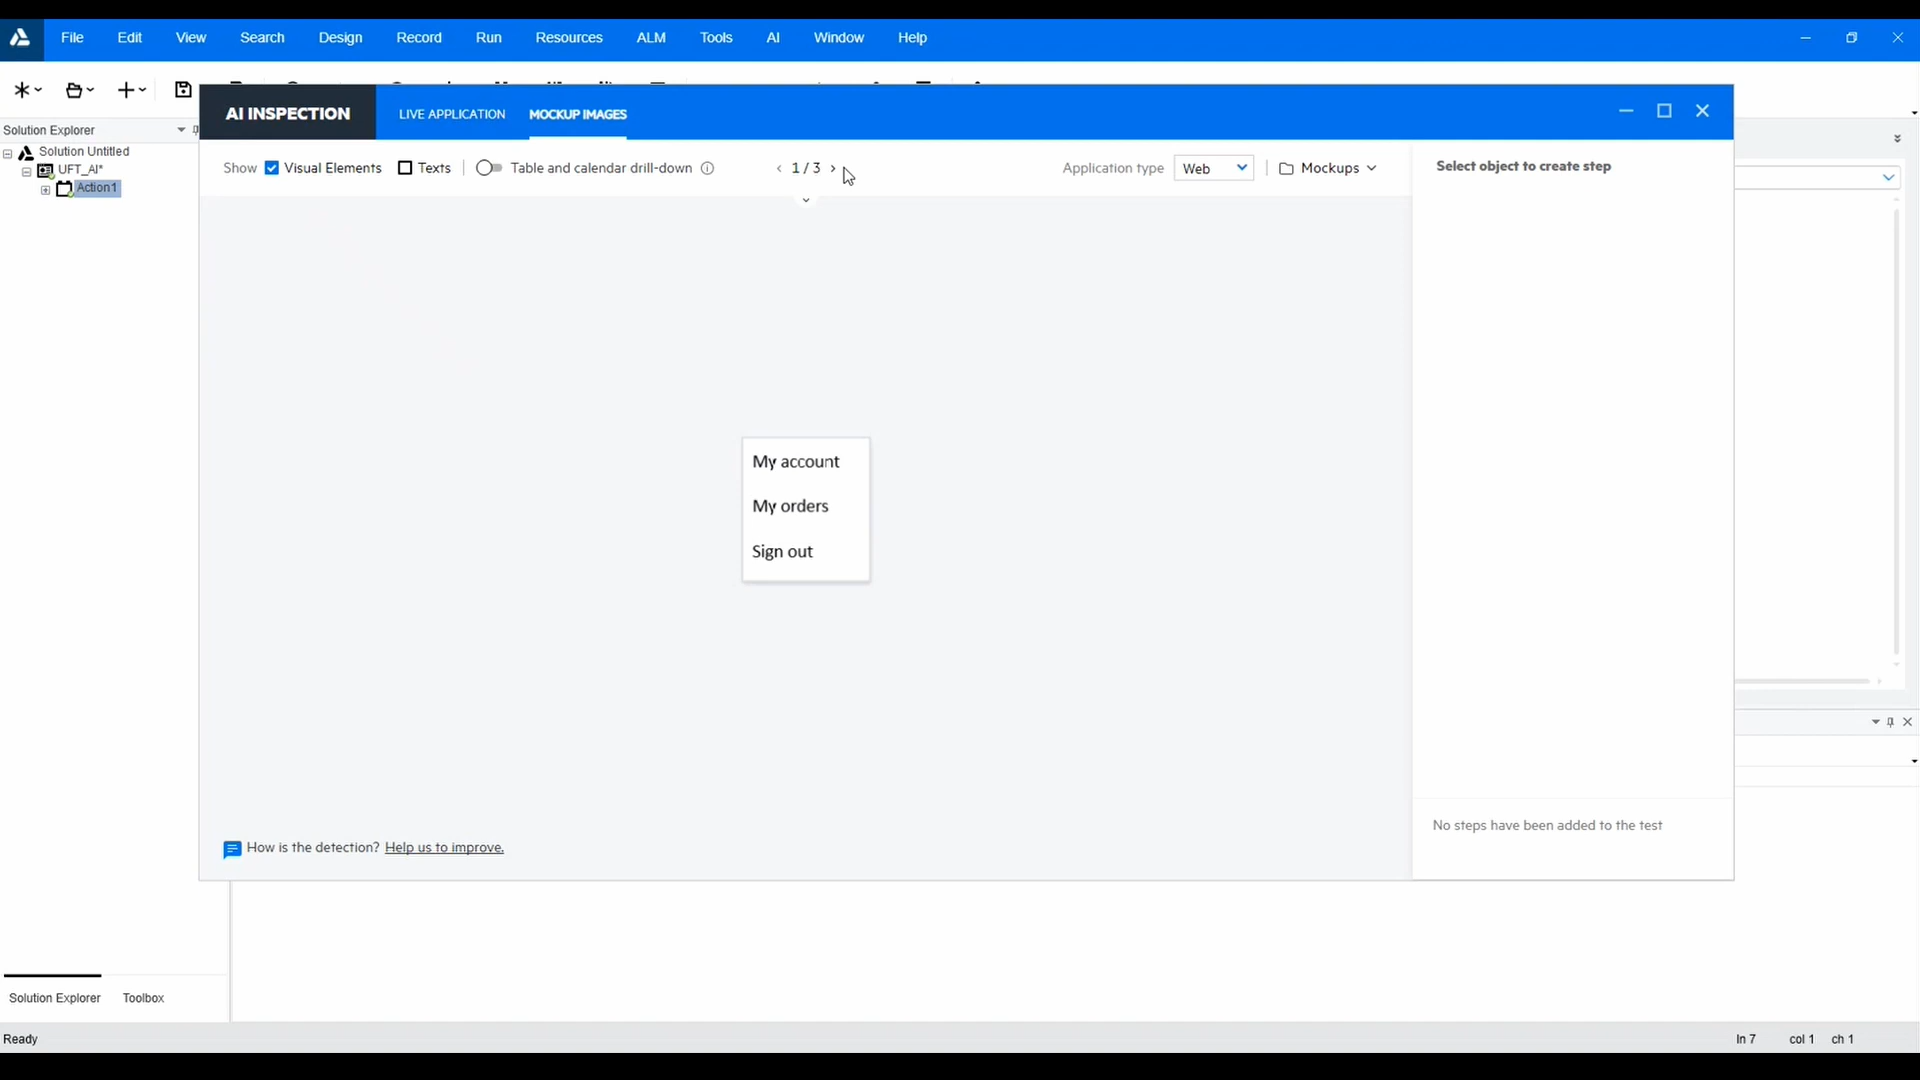 File Edit View Search Design Record Run Resources ALM Tools AI Window Help
AI INSPECTION LIVE APPLICATION MOCKUP IMAGES
Solution Explorer
Show Visual Elements Texts Table and calendar drill-down 1 / 3 Application type Web Mockups
Select object to create step
Solution Untitled
UFT_AI*
Action1
My account
My orders
Sign out
No steps have been added to the test
How is the detection? Help us to improve.
Solution Explorer Toolbox
Ready ln 7 col 1 ch 1